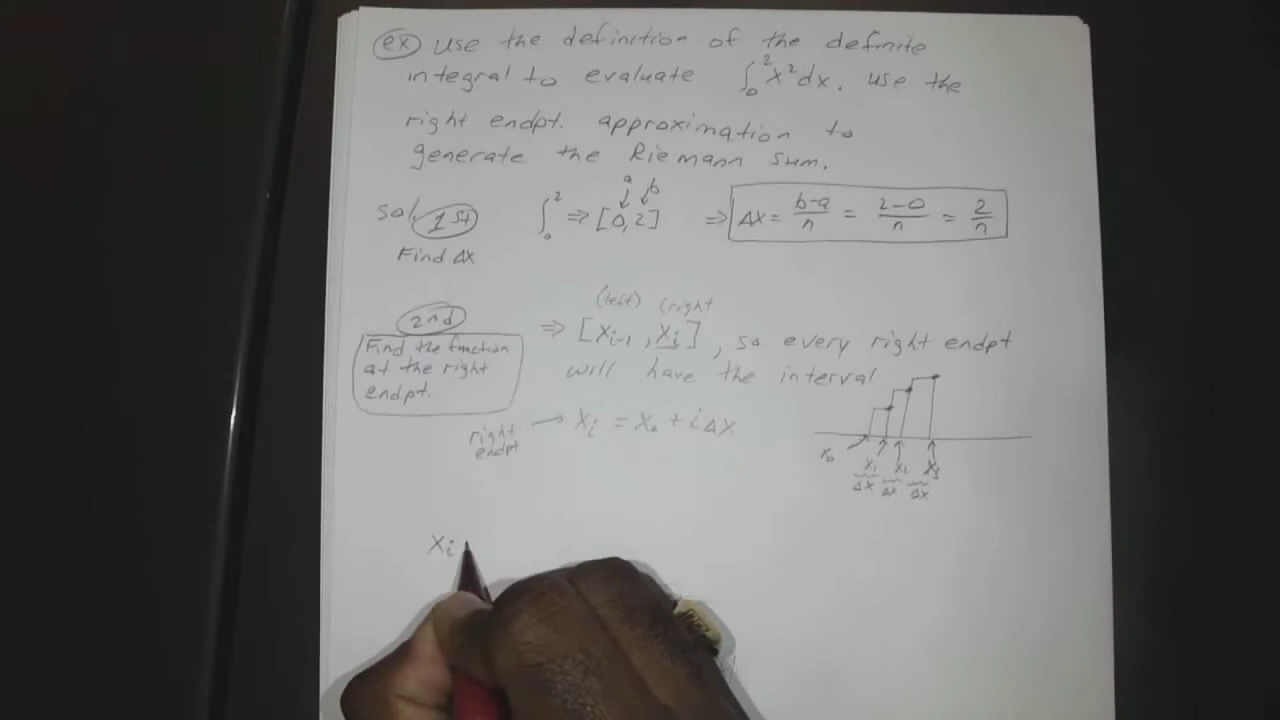 ex Use the definition of the definite
integral to evaluate ∫₀² x² dx. Use the
right endpt. approximation to
generate the Riemann sum.
a b
sol. 1st ∫₀² ⇒ [0, 2] ⇒ Δx = (b-a)/n = (2-0)/n = 2/n
Find Δx
(left) (right
2nd ⇒ [xᵢ₋₁, xᵢ], so every right endpt
Find the function
at the right
endpt.
will have the interval
right endpt → xᵢ = x₀ + iΔx
x₀ x₁ x₂ x₃
Δx Δx Δx
xᵢ